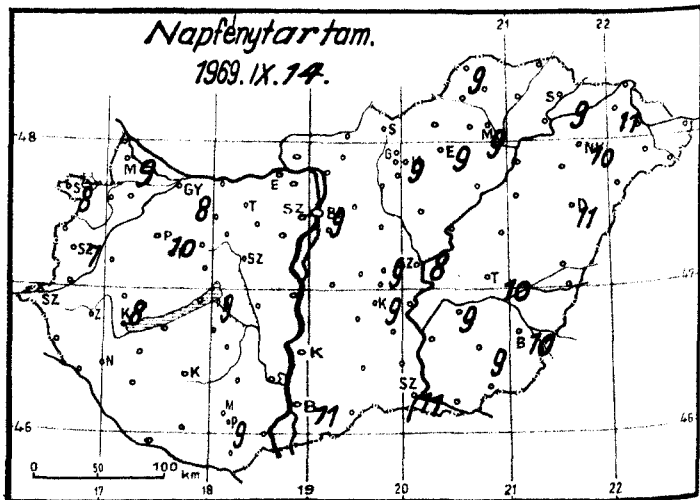 Napfénytartam.
1969.IX.14.
21 22
9
S 9
48 S M 9 11
G E 9 N 10
M 9
S 8 GY E
8 T SZ B 9 D 11
P 10
SZ 7 SZ 9 SZ 8
T 47
SZ 10
K 8 9 K 9 9
Z B 10
K 9
N K SZ
M B 11 11
46 P 9 46
0 50 100
km
17 18 19 20 21 22